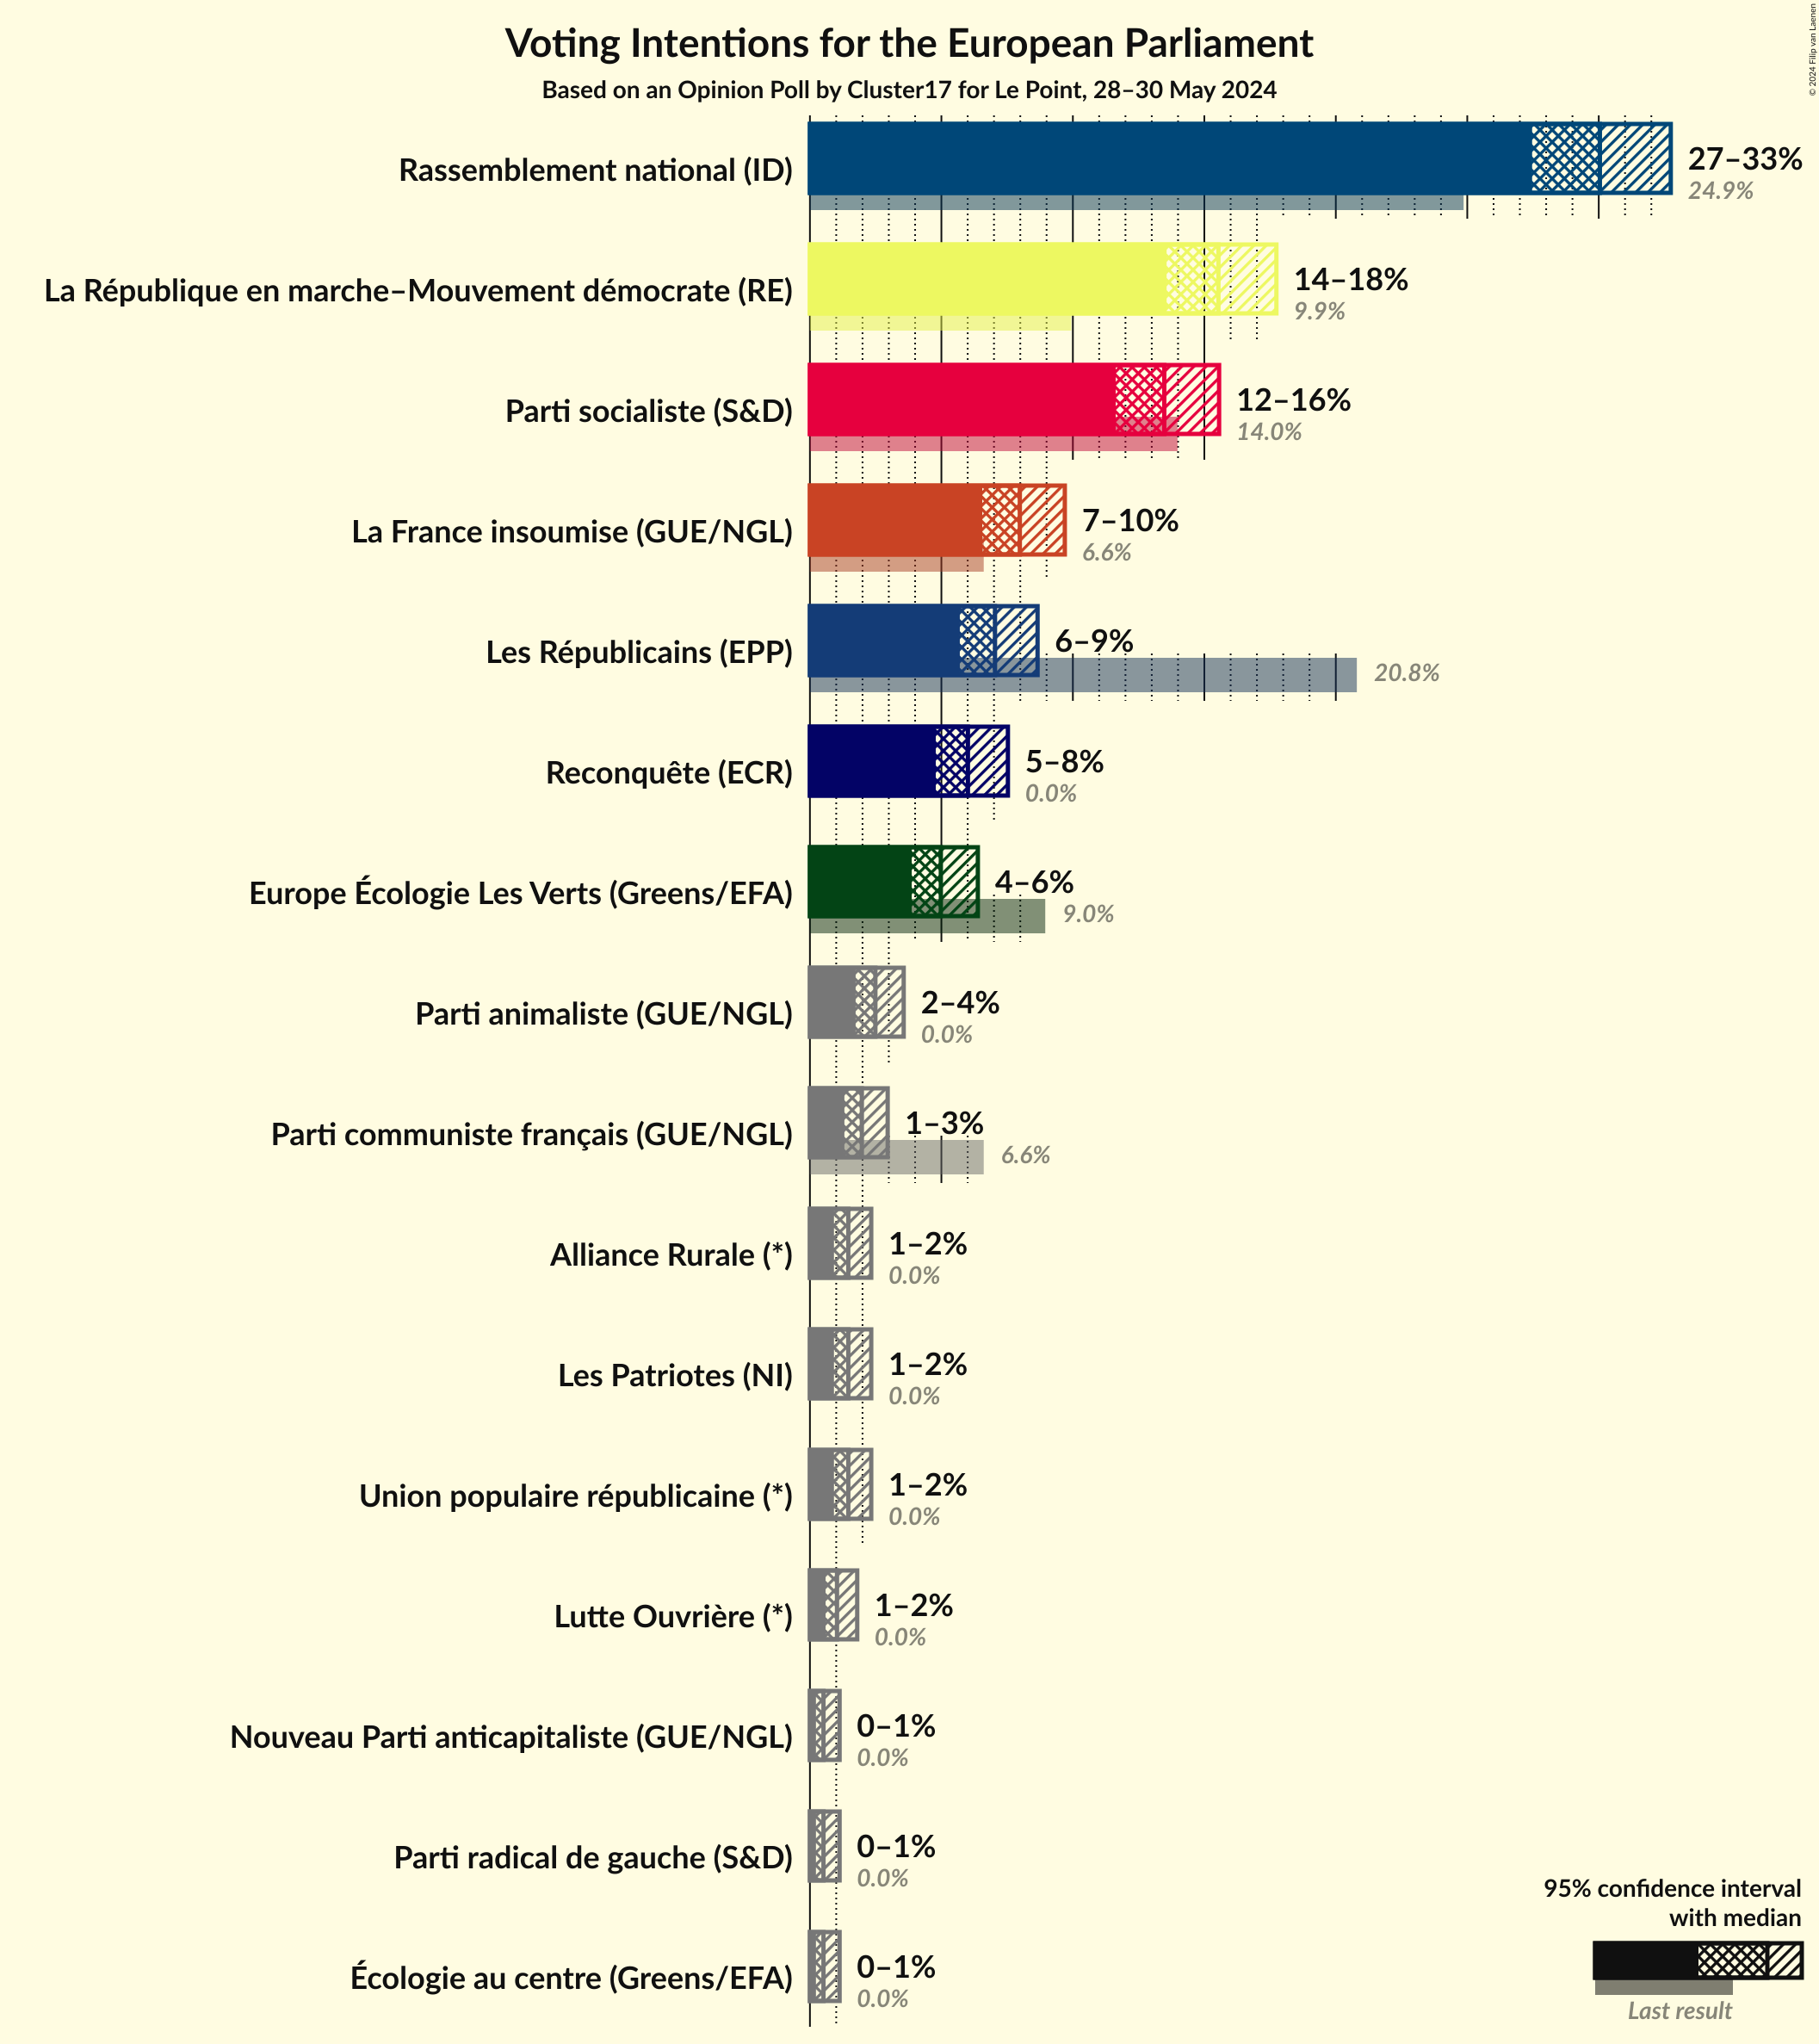 Voting Intentions for the European Parliament
Based on an Opinion Poll by Cluster17 for Le Point, 28–30 May 2024
© 2024 Filip van Laenen
Rassemblement national (ID)
27–33%
24.9%
La République en marche–Mouvement démocrate (RE)
14–18%
9.9%
Parti socialiste (S&D)
12–16%
14.0%
La France insoumise (GUE/NGL)
7–10%
6.6%
Les Républicains (EPP)
6–9%
20.8%
Reconquête (ECR)
5–8%
0.0%
Europe Écologie Les Verts (Greens/EFA)
4–6%
9.0%
Parti animaliste (GUE/NGL)
2–4%
0.0%
Parti communiste français (GUE/NGL)
1–3%
6.6%
Alliance Rurale (*)
1–2%
0.0%
Les Patriotes (NI)
1–2%
0.0%
Union populaire républicaine (*)
1–2%
0.0%
Lutte Ouvrière (*)
1–2%
0.0%
Nouveau Parti anticapitaliste (GUE/NGL)
0–1%
0.0%
Parti radical de gauche (S&D)
0–1%
0.0%
Écologie au centre (Greens/EFA)
0–1%
0.0%
95% confidence interval
with median
Last result